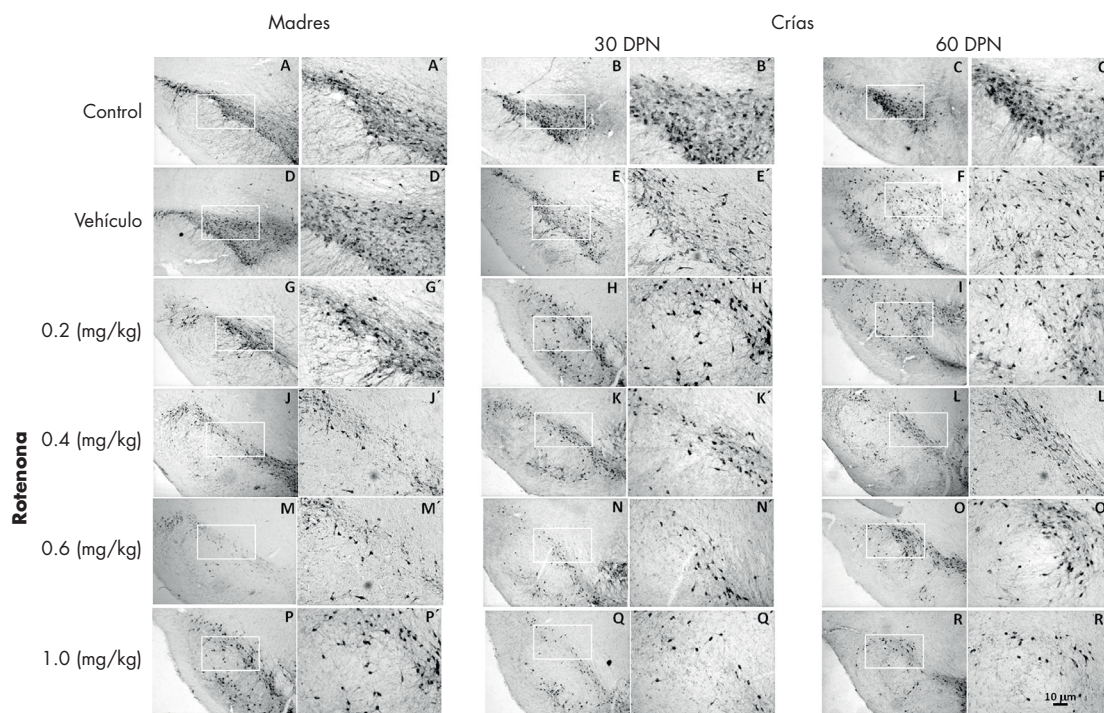 Madres
Crías
30 DPN
60 DPN
Control
A
A´
B
B´
C
C
Vehículo
D
D´
E
E´
F
F
Rotenona
0.2 (mg/kg)
G
G´
H
H´
I
I
0.4 (mg/kg)
J
J´
K
K´
L
L
0.6 (mg/kg)
M
M´
N
N´
O
O
1.0 (mg/kg)
P
P´
Q
Q´
R
R
10 µm